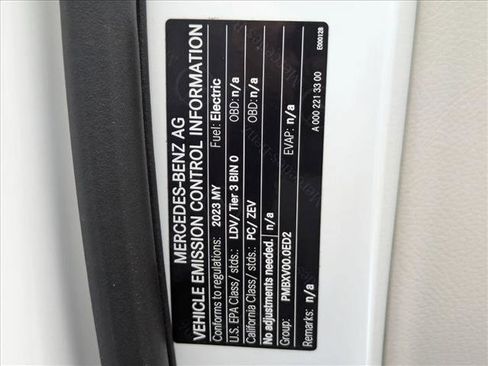 MERCEDES-BENZ AG
VEHICLE EMISSION CONTROL INFORMATION
Conforms to regulations: 2023 MY Fuel: Electric
U.S. EPA Class/ stds.: LDV/ Tier 3 BIN 0 OBD: n/a
California Class/ stds.: PC/ ZEV OBD: n/a
No adjustments needed. n/a
Group: PMBXV00.0ED2 EVAP: n/a
Remarks: n/a
A 000 221 33 00
E00012B